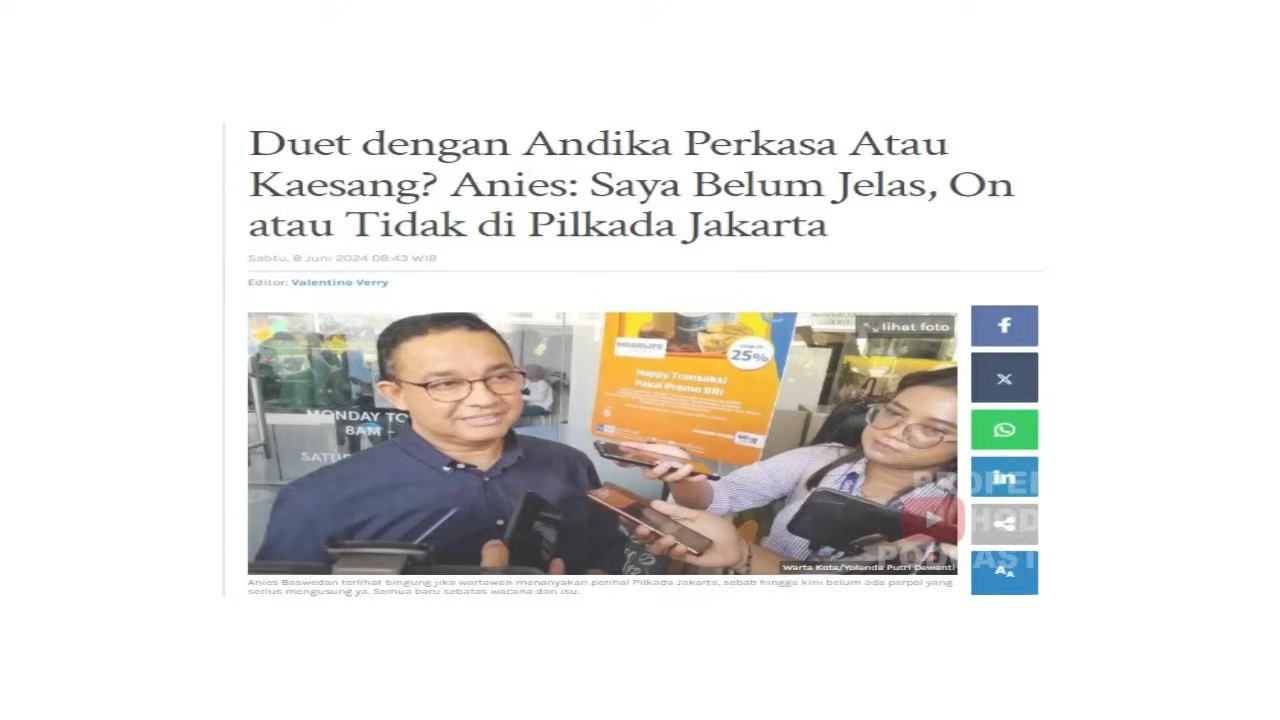 Duet dengan Andika Perkasa Atau
Kaesang? Anies: Saya Belum Jelas, On
atau Tidak di Pilkada Jakarta
Sabtu, 8 Juni 2024 08:43 WIB
Editor: Valentino Verry
lihat foto
25%
Happy Transaksi
Pakai Promo BRI
MONDAY TO
8AM –
SATU
PODCAST
Warta Kota/Yolanda Putri Dewanti
Anies Baswedan terlihat bingung jika wartawan menanyakan perihal Pilkada Jakarta, sebab hingga kini belum ada parpol yang
serius mengusung ya. Semua baru sebatas wacana dan isu.